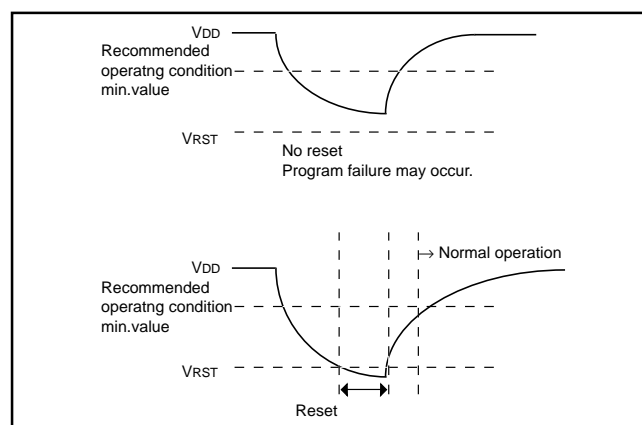 VDD
Recommended
operatng condition
min.value
VRST
No reset
Program failure may occur.
Normal operation
VDD
Recommended
operatng condition
min.value
VRST
Reset